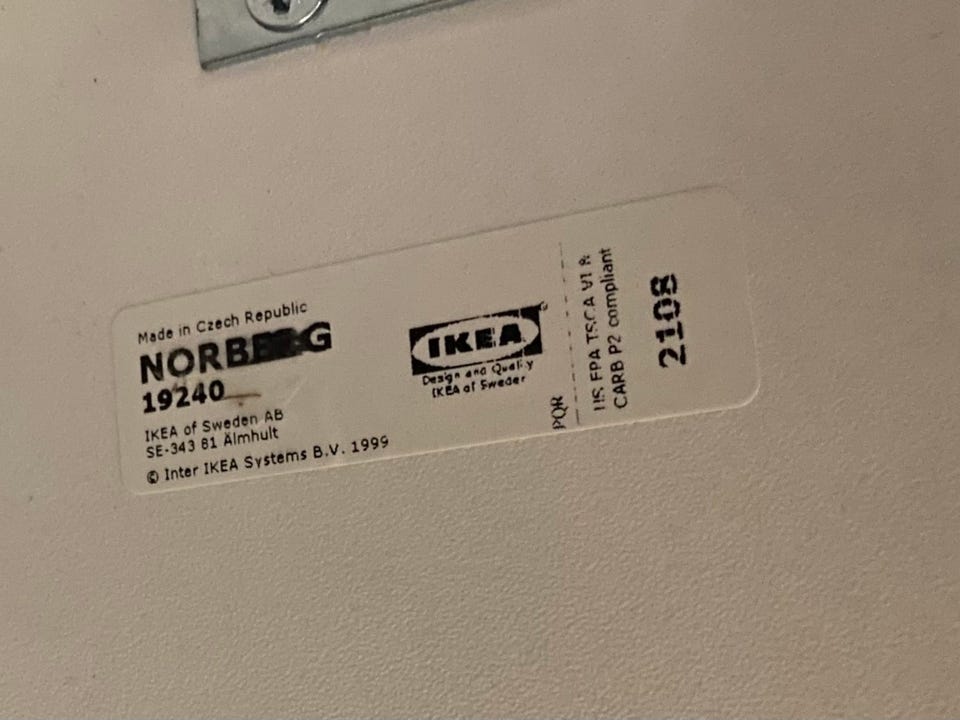 Made in Czech Republic
NORBERG
19240
IKEA of Sweden AB
SE-343 81 Älmhult
© Inter IKEA Systems B.V. 1999
IKEA
Design and Quality
IKEA of Sweden
PQR
US EPA TSCA VI &
CARB P2 compliant
2108